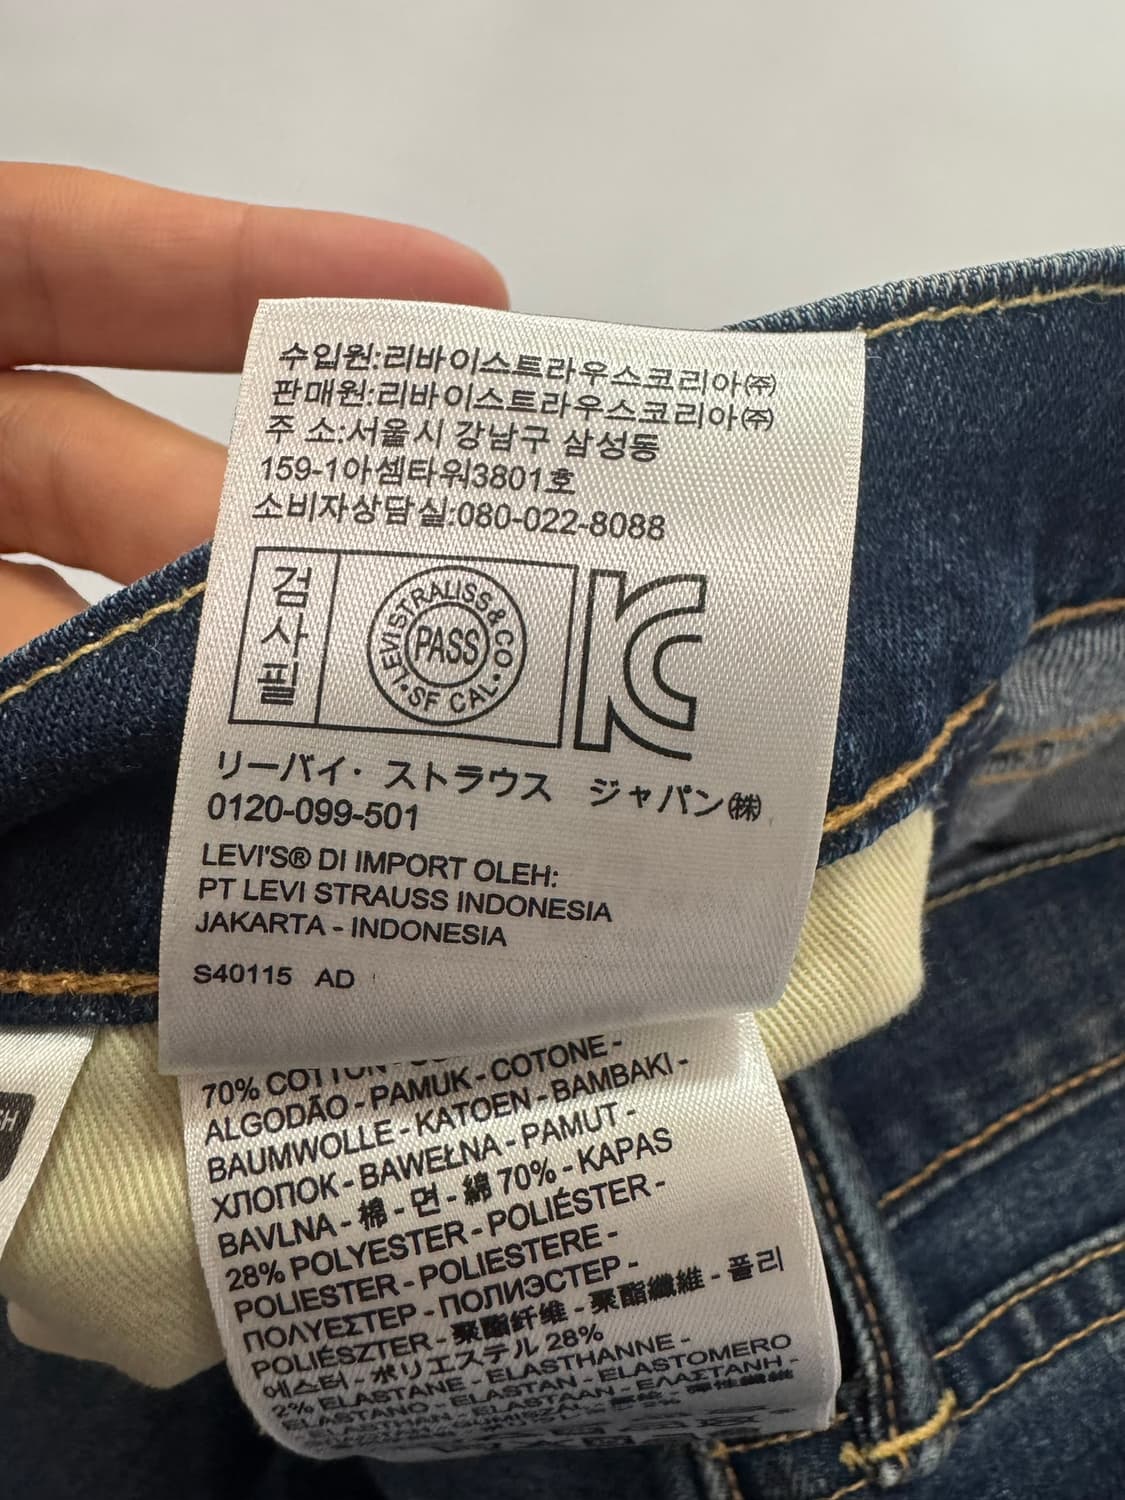 수입원:리바이스트라우스코리아㈜
판매원:리바이스트라우스코리아㈜
주 소:서울시 강남구 삼성동
159-1아셈타워3801호
소비자상담실:080-022-8088
검사필
LEVI STRAUSS & CO
PASS
SF CAL
KC
リーバイ・ストラウス ジャパン㈱
0120-099-501
LEVI'S® DI IMPORT OLEH:
PT LEVI STRAUSS INDONESIA
JAKARTA - INDONESIA
S40115 AD
70% COTTON -
ALGODÃO - PAMUK - COTONE -
BAUMWOLLE - KATOEN - BAMBAKI -
ХЛОПОК - BAWEŁNA - PAMUT -
BAVLNA - 棉 - 면 - 綿 70% - KAPAS
28% POLYESTER - POLIÉSTER -
POLIESTER - POLIESTERE -
ΠΟΛΥΕΣΤΕΡ - ПОЛИЭСТЕР -
POLIÉSZTER - 聚酯纤维 - 聚酯纖維 - 폴리
에스터 - ポリエステル 28%
2% ELASTANE - ELASTHANNE -
ELASTANO - ELASTAN - ELASTOMERO
ELASTAAN - ΕΛΑΣΤΑΝΗ -